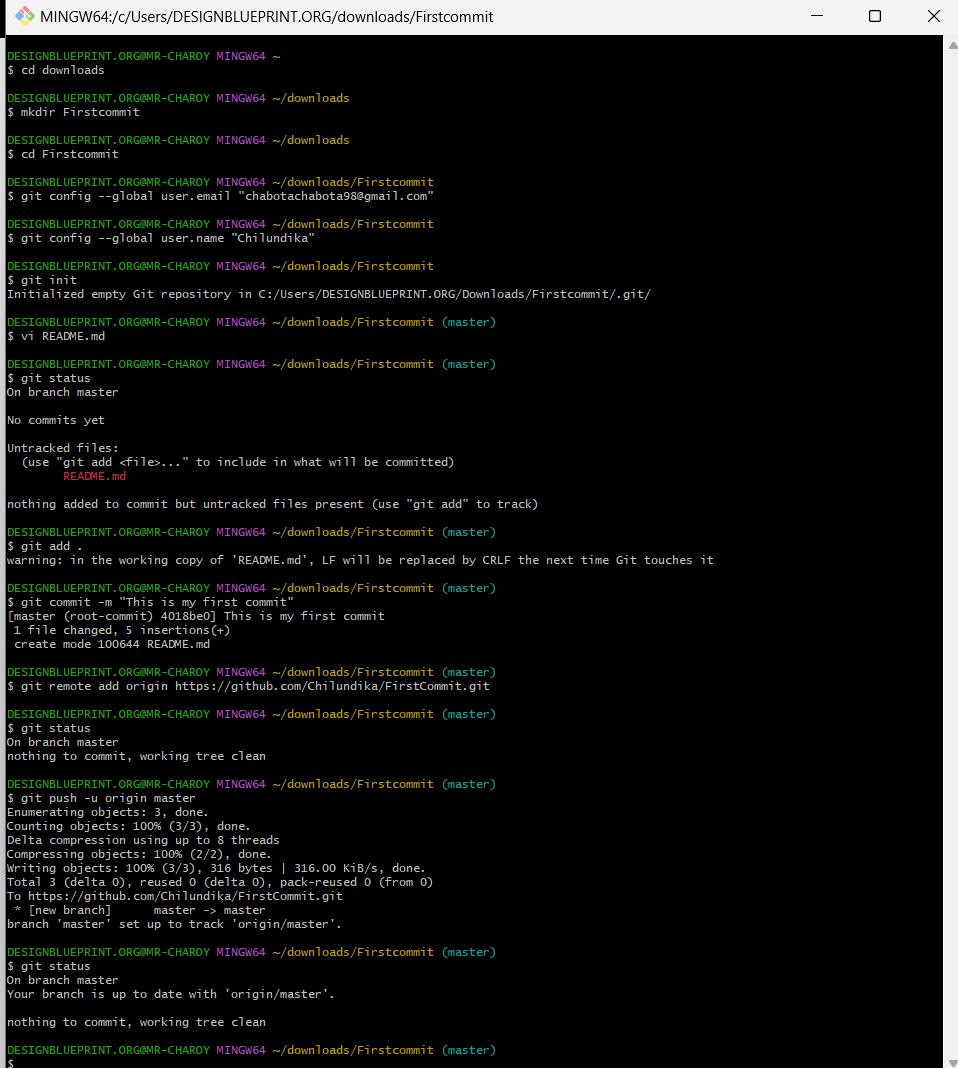 MINGW64:/c/Users/DESIGNBLUEPRINT.ORG/downloads/Firstcommit
DESIGNBLUEPRINT.ORG@MR-CHAROY MINGW64 ~
$ cd downloads
DESIGNBLUEPRINT.ORG@MR-CHAROY MINGW64 ~/downloads
$ mkdir Firstcommit
DESIGNBLUEPRINT.ORG@MR-CHAROY MINGW64 ~/downloads
$ cd Firstcommit
DESIGNBLUEPRINT.ORG@MR-CHAROY MINGW64 ~/downloads/Firstcommit
$ git config --global user.email "chabotachabota98@gmail.com"
DESIGNBLUEPRINT.ORG@MR-CHAROY MINGW64 ~/downloads/Firstcommit
$ git config --global user.name "Chilundika"
DESIGNBLUEPRINT.ORG@MR-CHAROY MINGW64 ~/downloads/Firstcommit
$ git init
Initialized empty Git repository in C:/Users/DESIGNBLUEPRINT.ORG/Downloads/Firstcommit/.git/
DESIGNBLUEPRINT.ORG@MR-CHAROY MINGW64 ~/downloads/Firstcommit (master)
$ vi README.md
DESIGNBLUEPRINT.ORG@MR-CHAROY MINGW64 ~/downloads/Firstcommit (master)
$ git status
On branch master
No commits yet
Untracked files:
  (use "git add <file>..." to include in what will be committed)
        README.md
nothing added to commit but untracked files present (use "git add" to track)
DESIGNBLUEPRINT.ORG@MR-CHAROY MINGW64 ~/downloads/Firstcommit (master)
$ git add .
warning: in the working copy of 'README.md', LF will be replaced by CRLF the next time Git touches it
DESIGNBLUEPRINT.ORG@MR-CHAROY MINGW64 ~/downloads/Firstcommit (master)
$ git commit -m "This is my first commit"
[master (root-commit) 4018be0] This is my first commit
 1 file changed, 5 insertions(+)
 create mode 100644 README.md
DESIGNBLUEPRINT.ORG@MR-CHAROY MINGW64 ~/downloads/Firstcommit (master)
$ git remote add origin https://github.com/Chilundika/FirstCommit.git
DESIGNBLUEPRINT.ORG@MR-CHAROY MINGW64 ~/downloads/Firstcommit (master)
$ git status
On branch master
nothing to commit, working tree clean
DESIGNBLUEPRINT.ORG@MR-CHAROY MINGW64 ~/downloads/Firstcommit (master)
$ git push -u origin master
Enumerating objects: 3, done.
Counting objects: 100% (3/3), done.
Delta compression using up to 8 threads
Compressing objects: 100% (2/2), done.
Writing objects: 100% (3/3), 316 bytes | 316.00 KiB/s, done.
Total 3 (delta 0), reused 0 (delta 0), pack-reused 0 (from 0)
To https://github.com/Chilundika/FirstCommit.git
 * [new branch]      master -> master
branch 'master' set up to track 'origin/master'.
DESIGNBLUEPRINT.ORG@MR-CHAROY MINGW64 ~/downloads/Firstcommit (master)
$ git status
On branch master
Your branch is up to date with 'origin/master'.
nothing to commit, working tree clean
DESIGNBLUEPRINT.ORG@MR-CHAROY MINGW64 ~/downloads/Firstcommit (master)
$